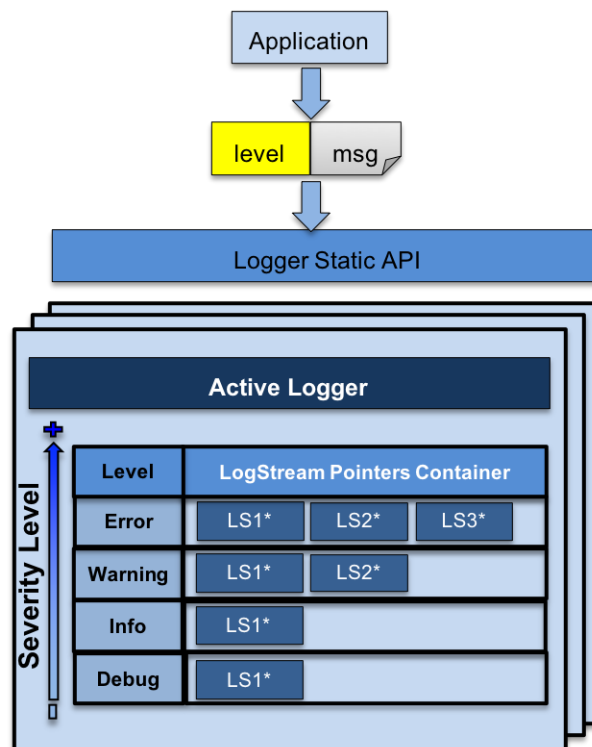 Application
level msg
Logger Static API
Active Logger
Severity Level
Level LogStream Pointers Container
Error LS1* LS2* LS3*
Warning LS1* LS2*
Info LS1*
Debug LS1*